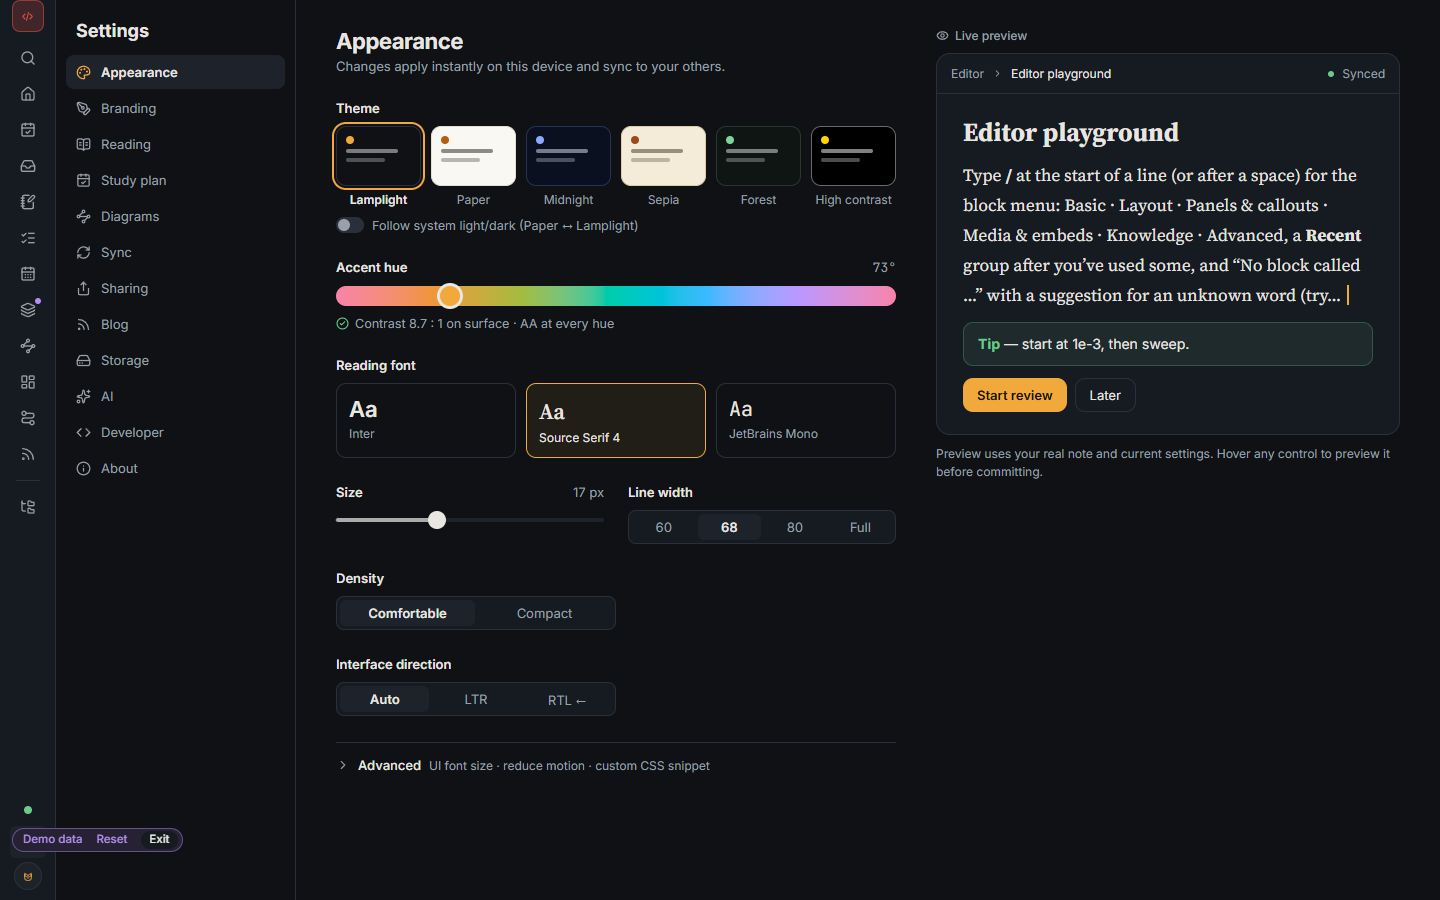 Settings
Appearance
Branding
Reading
Study plan
Diagrams
Sync
Sharing
Blog
Storage
AI
Developer
About
Demo data Reset Exit
Appearance
Changes apply instantly on this device and sync to your others.
Theme
Lamplight Paper Midnight Sepia Forest High contrast
Follow system light/dark (Paper ↔ Lamplight)
Accent hue 73°
Contrast 8.7 : 1 on surface · AA at every hue
Reading font
Aa Aa Aa
Inter Source Serif 4 JetBrains Mono
Size 17 px Line width
60 68 80 Full
Density
Comfortable Compact
Interface direction
Auto LTR RTL ←
Advanced UI font size · reduce motion · custom CSS snippet
Live preview
Editor › Editor playground Synced
Editor playground
Type / at the start of a line (or after a space) for the
block menu: Basic · Layout · Panels & callouts ·
Media & embeds · Knowledge · Advanced, a Recent
group after you’ve used some, and “No block called
…” with a suggestion for an unknown word (try…
Tip — start at 1e-3, then sweep.
Start review Later
Preview uses your real note and current settings. Hover any control to preview it
before committing.